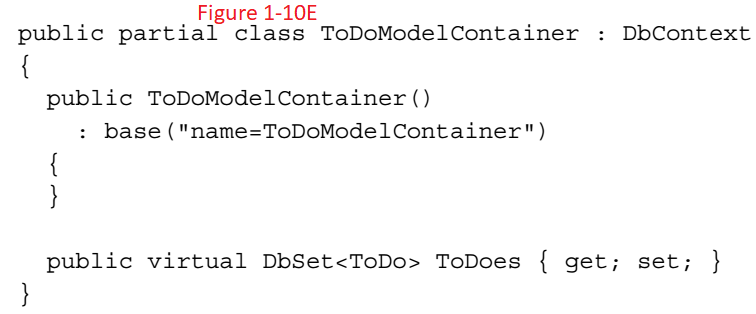 Figure 1-10E
public partial class ToDoModelContainer : DbContext
{
  public ToDoModelContainer()
    : base("name=ToDoModelContainer")
  {
  }

  public virtual DbSet<ToDo> ToDoes { get; set; }
}